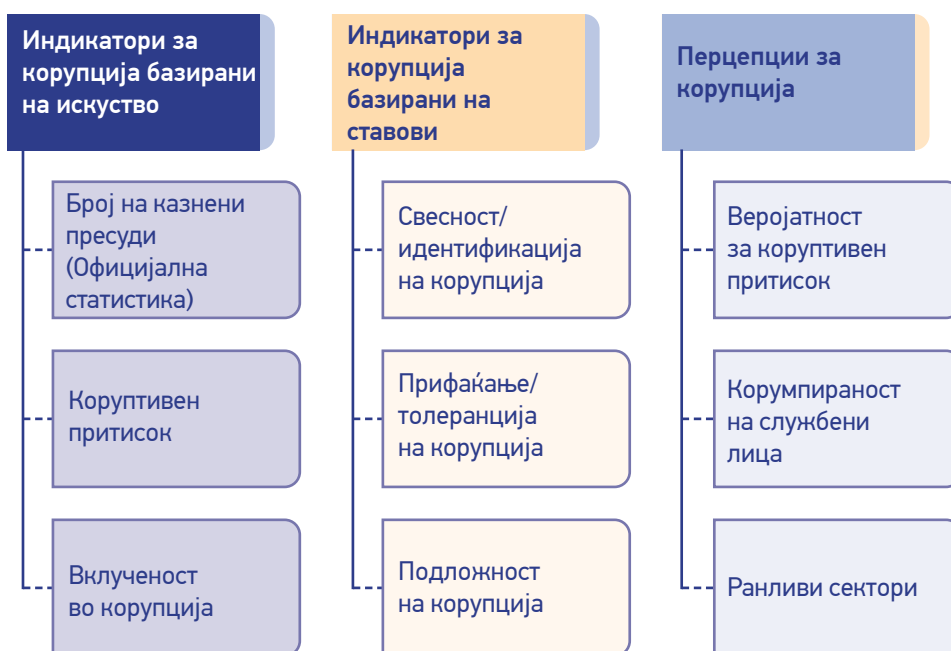 Индикатори за
корупција базирани
на искуство
Број на казнени
пресуди
(Официјална
статистика)
Коруптивен
притисок
Вклученост
во корупција
Индикатори за
корупција
базирани на
ставови
Свесност/
идентификација
на корупција
Прифаќање/
толеранција
на корупција
Подложност
на корупција
Перцепции за
корупција
Веројатност
за коруптивен
притисок
Корумпираност
на службени
лица
Ранливи сектори